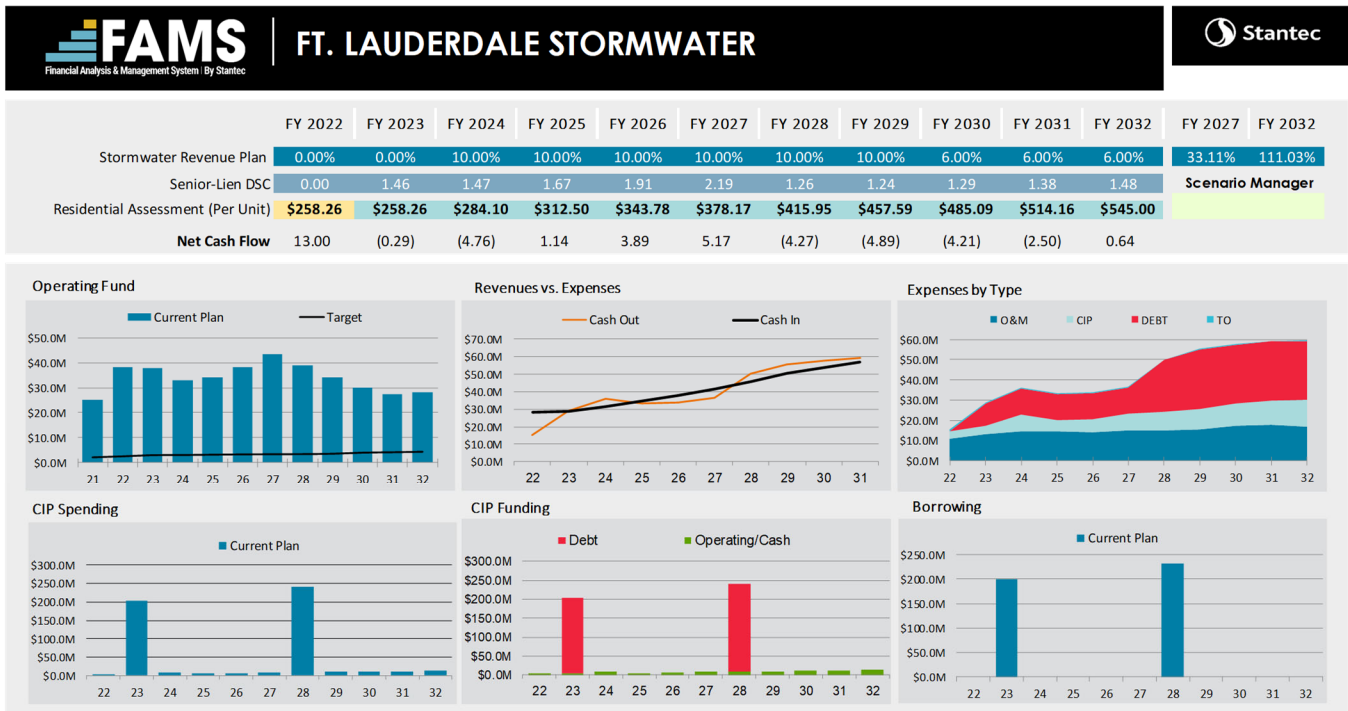 FAMS
Financial Analysis & Management System | By Stantec
FT. LAUDERDALE STORMWATER
Stantec
FY 2022 FY 2023 FY 2024 FY 2025 FY 2026 FY 2027 FY 2028 FY 2029 FY 2030 FY 2031 FY 2032 FY 2027 FY 2032
Stormwater Revenue Plan 0.00% 0.00% 10.00% 10.00% 10.00% 10.00% 10.00% 10.00% 6.00% 6.00% 6.00% 33.11% 111.03%
Senior-Lien DSC 0.00 1.46 1.47 1.67 1.91 2.19 1.26 1.24 1.29 1.38 1.48 Scenario Manager
Residential Assessment (Per Unit) $258.26 $258.26 $284.10 $312.50 $343.78 $378.17 $415.95 $457.59 $485.09 $514.16 $545.00
Net Cash Flow 13.00 (0.29) (4.76) 1.14 3.89 5.17 (4.27) (4.89) (4.21) (2.50) 0.64
Operating Fund
Current Plan Target
$50.0M
$40.0M
$30.0M
$20.0M
$10.0M
$0.0M
21 22 23 24 25 26 27 28 29 30 31 32
Revenues vs. Expenses
Cash Out Cash In
$70.0M
$60.0M
$50.0M
$40.0M
$30.0M
$20.0M
$10.0M
$0.0M
22 23 24 25 26 27 28 29 30 31
Expenses by Type
O&M CIP DEBT TO
$60.0M
$50.0M
$40.0M
$30.0M
$20.0M
$10.0M
$0.0M
22 23 24 25 26 27 28 29 30 31 32
CIP Spending
Current Plan
$300.0M
$250.0M
$200.0M
$150.0M
$100.0M
$50.0M
$0.0M
22 23 24 25 26 27 28 29 30 31 32
CIP Funding
Debt Operating/Cash
$300.0M
$250.0M
$200.0M
$150.0M
$100.0M
$50.0M
$0.0M
22 23 24 25 26 27 28 29 30 31 32
Borrowing
Current Plan
$250.0M
$200.0M
$150.0M
$100.0M
$50.0M
$0.0M
22 23 24 25 26 27 28 29 30 31 32